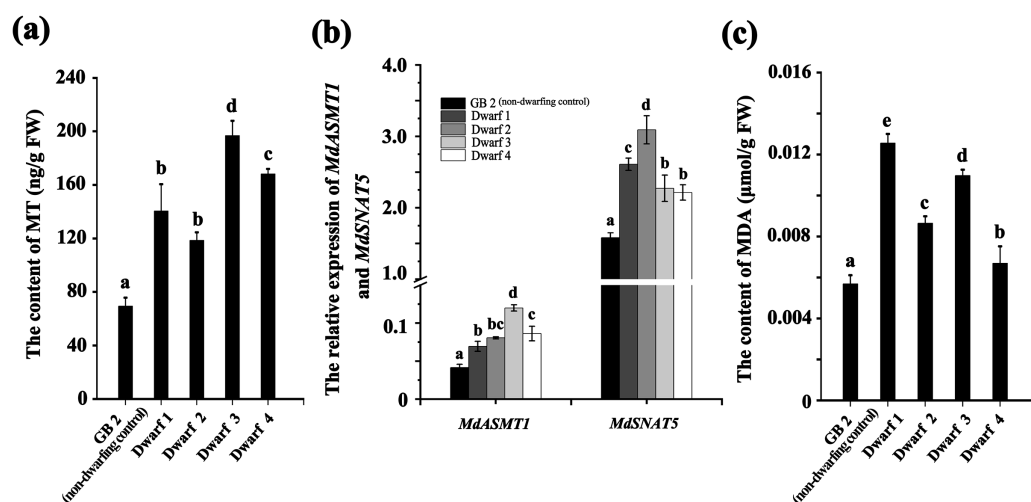 (a)
The content of MT (ng/g FW)
240
200
160
120
80
40
0
a
b
b
d
c
GB 2
(non-dwarfing control)
Dwarf 1
Dwarf 2
Dwarf 3
Dwarf 4
(b)
The relative expression of MdASMT1
and MdSNAT5
4.0
3.0
2.0
1.0
0.1
0
GB 2 (non-dwarfing control)
Dwarf 1
Dwarf 2
Dwarf 3
Dwarf 4
a
b
bc
d
c
a
c
d
b
b
MdASMT1
MdSNAT5
(c)
The content of MDA (μmol/g FW)
0.016
0.012
0.008
0.004
0.000
a
e
c
d
b
GB 2
(non-dwarfing control)
Dwarf 1
Dwarf 2
Dwarf 3
Dwarf 4